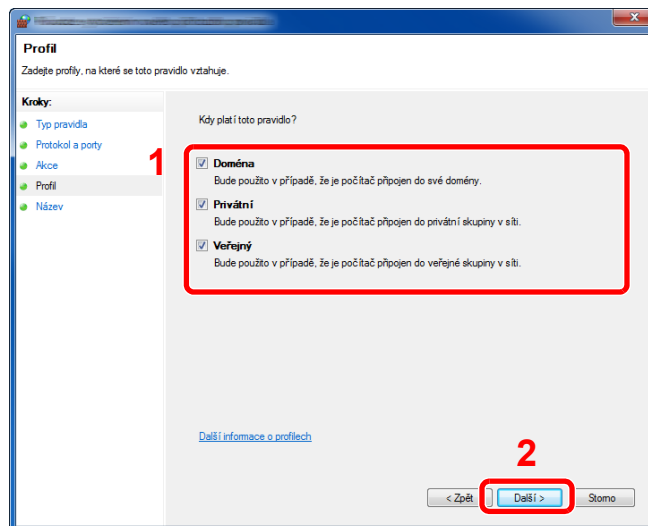 Profil
Zadejte profily, na které se toto pravidlo vztahuje.
Kroky:
Typ pravidla
Protokol a porty
Akce
Profil
Název
1
Kdy platí toto pravidlo?
Doména
Bude použito v případě, že je počítač připojen do své domény.
Privátní
Bude použito v případě, že je počítač připojen do privátní skupiny v síti.
Veřejný
Bude použito v případě, že je počítač připojen do veřejné skupiny v síti.
Další informace o profilech
2
< Zpět
Další >
Storno